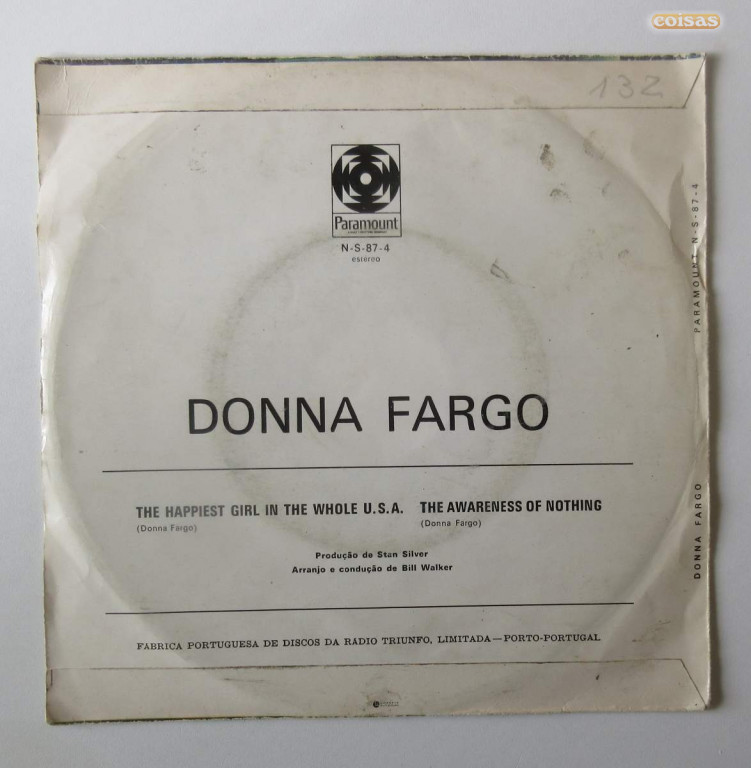 coisas
132
Paramount
N-S-87-4
estéreo
PARAMOUNT N-S-87-4
DONNA FARGO
THE HAPPIEST GIRL IN THE WHOLE U.S.A. THE AWARENESS OF NOTHING
(Donna Fargo) (Donna Fargo)
DONNA FARGO
Produção de Stan Silver
Arranjo e condução de Bill Walker
FABRICA PORTUGUESA DE DISCOS DA RADIO TRIUNFO, LIMITADA—PORTO-PORTUGAL